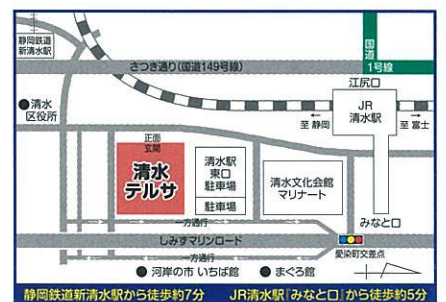 静岡鉄道
新清水駅
さつき通り(国道149号線)
国道
1号線
江尻口
JR
清水駅
至 静岡
至 富士
清水
区役所
正面
玄関
清水
テルサ
清水駅
東口
駐車場
駐車場
清水文化会館
マリナート
みなと口
一方通行
しみずマリンロード
愛染町交差点
一方通行
河岸の市 いちば館
まぐろ館
静岡鉄道新清水駅から徒歩約7分
JR清水駅『みなと口』から徒歩約5分